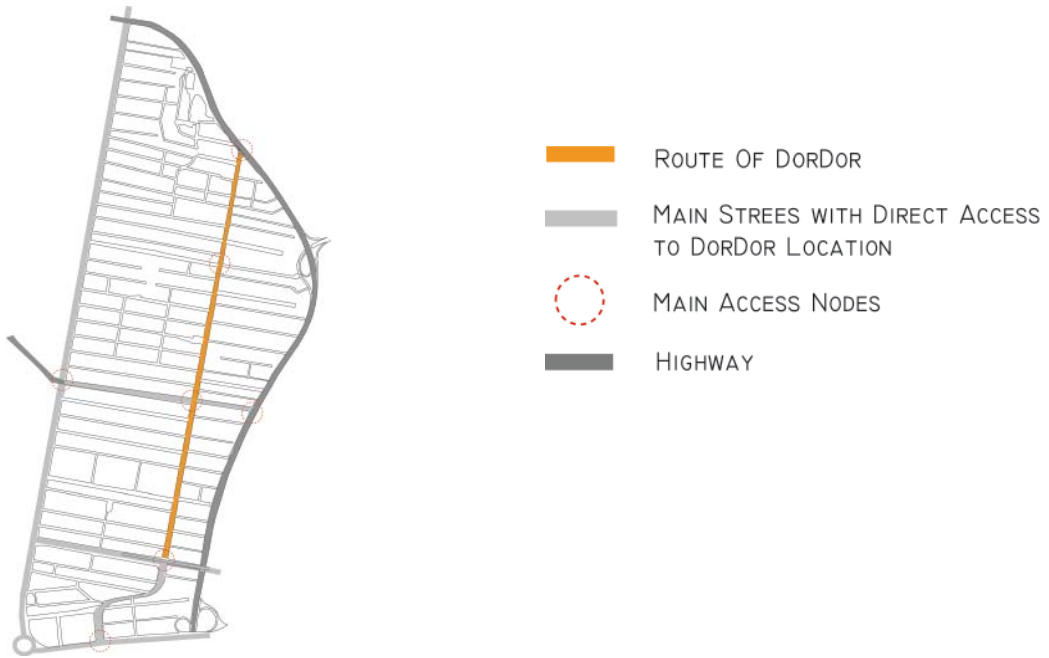 Route Of DorDor
Main Strees with Direct Access
to DorDor Location
Main Access Nodes
Highway